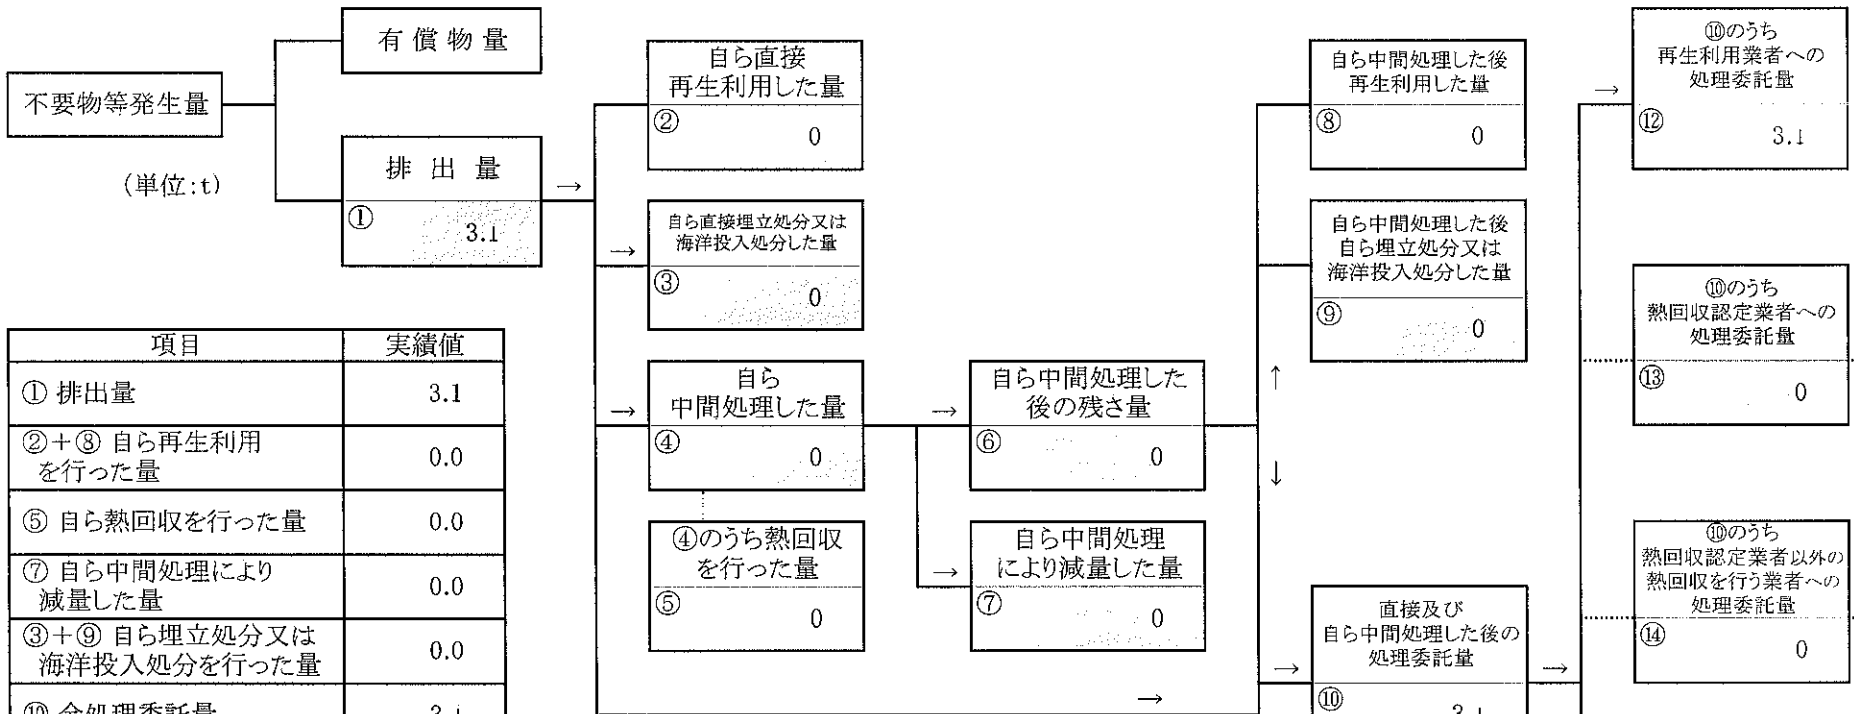 有 償 物 量
不要物等発生量
(単位:t)
排 出 量
①
3.1
→
自ら直接
再生利用した量
②
0
→
自ら直接埋立処分又は
海洋投入処分した量
③
0
→
自ら
中間処理した量
④
0
④のうち熱回収
を行った量
⑤
0
→
自ら中間処理した
後の残さ量
⑥
0
→
自ら中間処理
により減量した量
⑦
0
自ら中間処理した後
再生利用した量
⑧
0
自ら中間処理した後
自ら埋立処分又は
海洋投入処分した量
⑨
0
↑
↓
→
→
直接及び
自ら中間処理した後の
処理委託量
⑩
3.1
→
→
⑩のうち
再生利用業者への
処理委託量
⑫
3.1
⑩のうち
熱回収認定業者への
処理委託量
⑬
0
⑩のうち
熱回収認定業者以外の
熱回収を行う業者への
処理委託量
⑭
0
項目 実績値
① 排出量 3.1
②+⑧ 自ら再生利用
を行った量 0.0
⑤ 自ら熱回収を行った量 0.0
⑦ 自ら中間処理により
減量した量 0.0
③+⑨ 自ら埋立処分又は
海洋投入処分を行った量 0.0
⑩ 全処理委託量 3.1